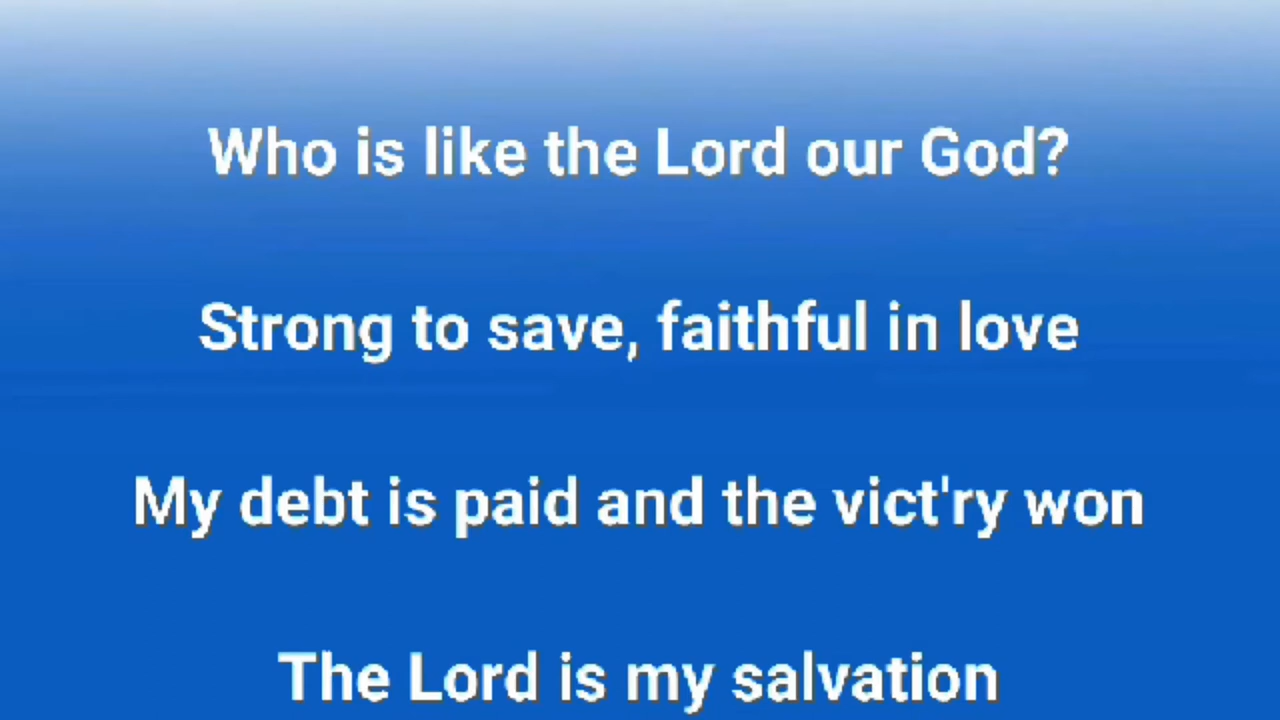 Who is like the Lord our God?
Strong to save, faithful in love
My debt is paid and the vict'ry won
The Lord is my salvation